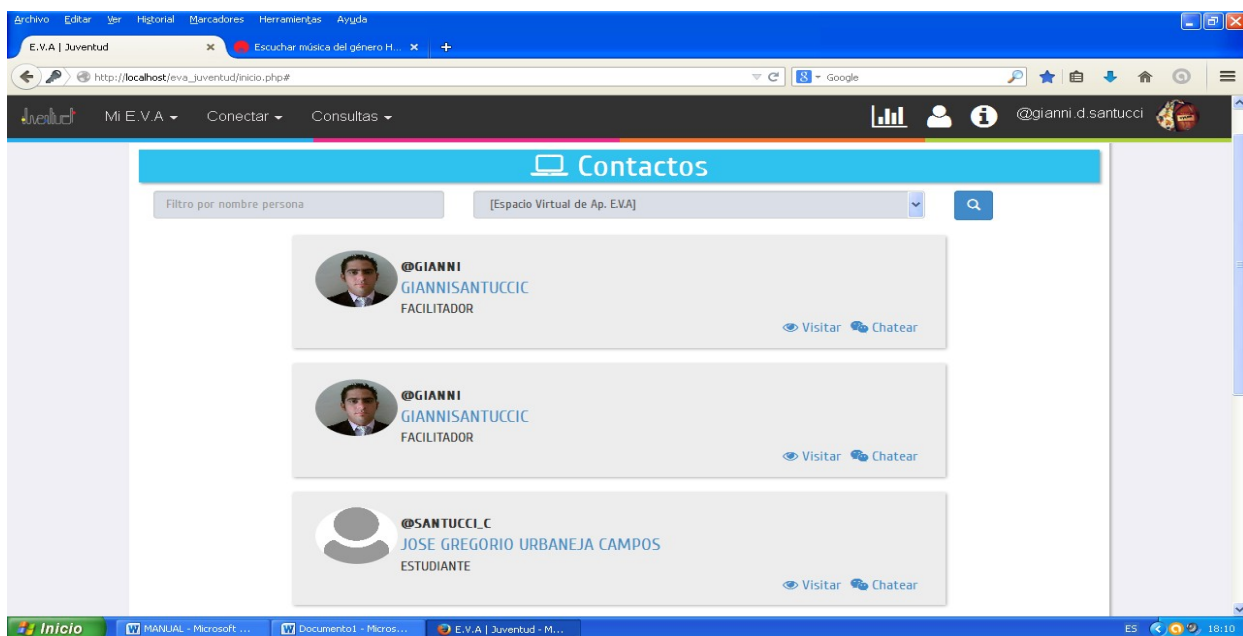 Archivo Editar Ver Historial Marcadores Herramientas Ayuda
E.V.A | Juventud
Escuchar música del género H...
http://localhost/eva_juventud/inicio.php#
Google
Juventud Mi E.V.A Conectar Consultas @gianni.d.santucci
Contactos
Filtro por nombre persona
[Espacio Virtual de Ap. E.V.A]
@GIANNI
GIANNISANTUCCIC
FACILITADOR
Visitar Chatear
@GIANNI
GIANNISANTUCCIC
FACILITADOR
Visitar Chatear
@SANTUCCI_C
JOSE GREGORIO URBANEJA CAMPOS
ESTUDIANTE
Visitar Chatear
Inicio MANUAL - Microsoft ... Documento1 - Micros... E.V.A | Juventud - M... ES 18:10